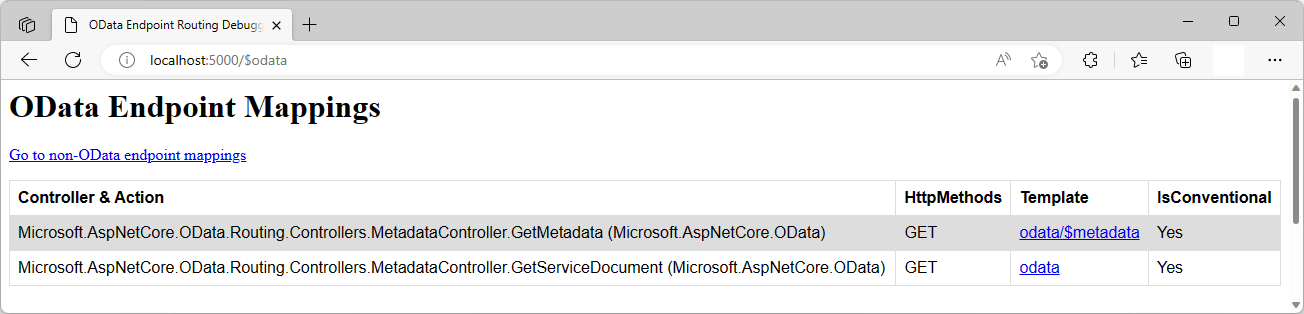 OData Endpoint Routing Debugg
localhost:5000/$odata
OData Endpoint Mappings
Go to non-OData endpoint mappings
Controller & Action HttpMethods Template IsConventional
Microsoft.AspNetCore.OData.Routing.Controllers.MetadataController.GetMetadata (Microsoft.AspNetCore.OData) GET odata/$metadata Yes
Microsoft.AspNetCore.OData.Routing.Controllers.MetadataController.GetServiceDocument (Microsoft.AspNetCore.OData) GET odata Yes